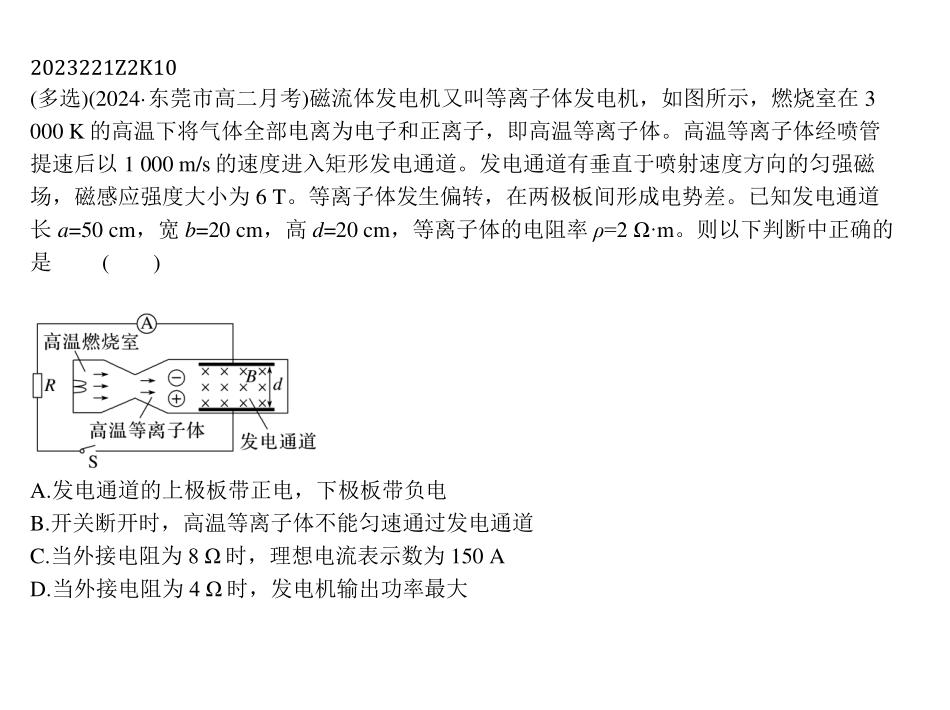 2023221Z2K10
(多选)(2024·东莞市高二月考)磁流体发电机又叫等离子体发电机，如图所示，燃烧室在 3
000 K 的高温下将气体全部电离为电子和正离子，即高温等离子体。高温等离子体经喷管
提速后以 1 000 m/s 的速度进入矩形发电通道。发电通道有垂直于喷射速度方向的匀强磁
场，磁感应强度大小为 6 T。等离子体发生偏转，在两极板间形成电势差。已知发电通道
长 a=50 cm，宽 b=20 cm，高 d=20 cm，等离子体的电阻率 ρ=2 Ω·m。则以下判断中正确的
是 ( )
A
高温燃烧室
R
B
d
高温等离子体
发电通道
S
A.发电通道的上极板带正电，下极板带负电
B.开关断开时，高温等离子体不能匀速通过发电通道
C.当外接电阻为 8 Ω 时，理想电流表示数为 150 A
D.当外接电阻为 4 Ω 时，发电机输出功率最大